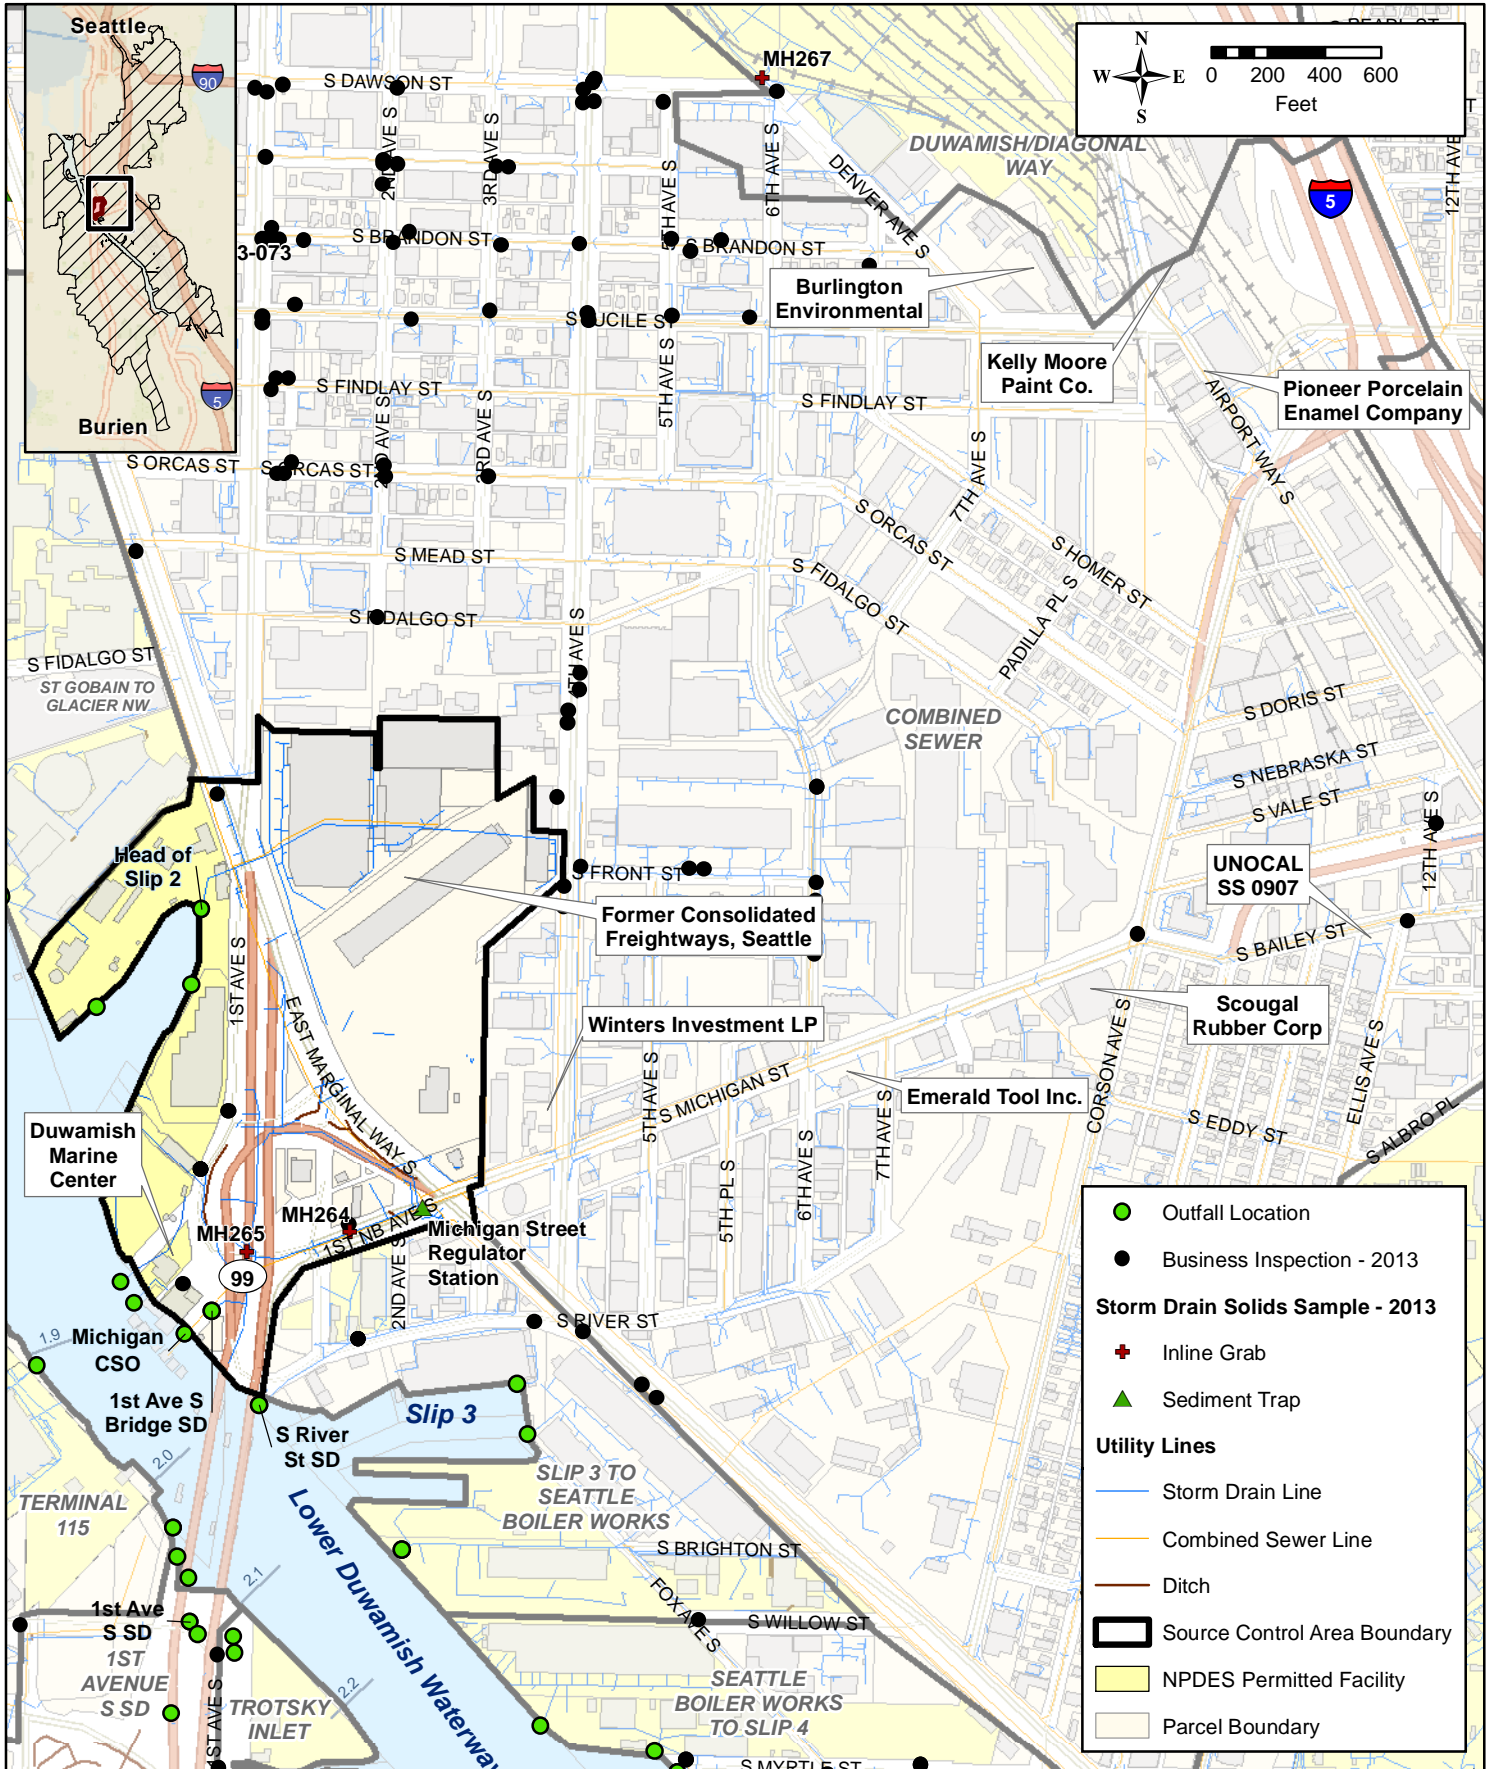 Seattle
90
5
Burien
MH267
N
W E
S
0 200 400 600
Feet
S DAWSON ST
DUWAMISH/DIAGONAL
WAY
12TH AVE
5
2ND AVE S
3RD AVE S
5TH AVE S
6TH AVE S
DENVER AVE S
3-073
S BRANDON ST
S BRANDON ST
Burlington
Environmental
S LUCILE ST
Kelly Moore
Paint Co.
Pioneer Porcelain
Enamel Company
S FINDLAY ST
S FINDLAY ST
2ND AVE S
3RD AVE S
5TH AVE S
7TH AVE S
AIRPORT WAY S
S ORCAS ST
S ORCAS ST
S ORCAS ST
S MEAD ST
S HOMER ST
S FIDALGO ST
PADILLA PL S
S FIDALGO ST
S FIDALGO ST
4TH AVE S
ST GOBAIN TO
GLACIER NW
COMBINED
SEWER
S DORIS ST
S NEBRASKA ST
S VALE ST
12TH AVE S
Head of
Slip 2
S FRONT ST
UNOCAL
SS 0907
Former Consolidated
Freightways, Seattle
S BAILEY ST
1ST AVE S
EAST MARGINAL WAY S
Winters Investment LP
Scougal
Rubber Corp
5TH AVE S
S MICHIGAN ST
Emerald Tool Inc.
CORSON AVE S
ELLIS AVE S
S EDDY ST
S ALBRO PL
Duwamish
Marine
Center
7TH AVE S
5TH PL S
6TH AVE S
MH264
MH265
1ST NB AVE S
Michigan Street
Regulator
Station
99
2ND AVE S
S RIVER ST
Michigan
CSO
1.9
1st Ave S
Bridge SD
S River
St SD
Slip 3
2.0
TERMINAL
115
SLIP 3 TO
SEATTLE
BOILER WORKS
Lower Duwamish Waterway
S BRIGHTON ST
2.1
FOX AVE S
S WILLOW ST
1st Ave
S SD
1ST
AVENUE
S SD
1ST AVE S
2.2
TROTSKY
INLET
SEATTLE
BOILER WORKS
TO SLIP 4
S MYRTLE ST
Outfall Location
Business Inspection - 2013
Storm Drain Solids Sample - 2013
Inline Grab
Sediment Trap
Utility Lines
Storm Drain Line
Combined Sewer Line
Ditch
Source Control Area Boundary
NPDES Permitted Facility
Parcel Boundary